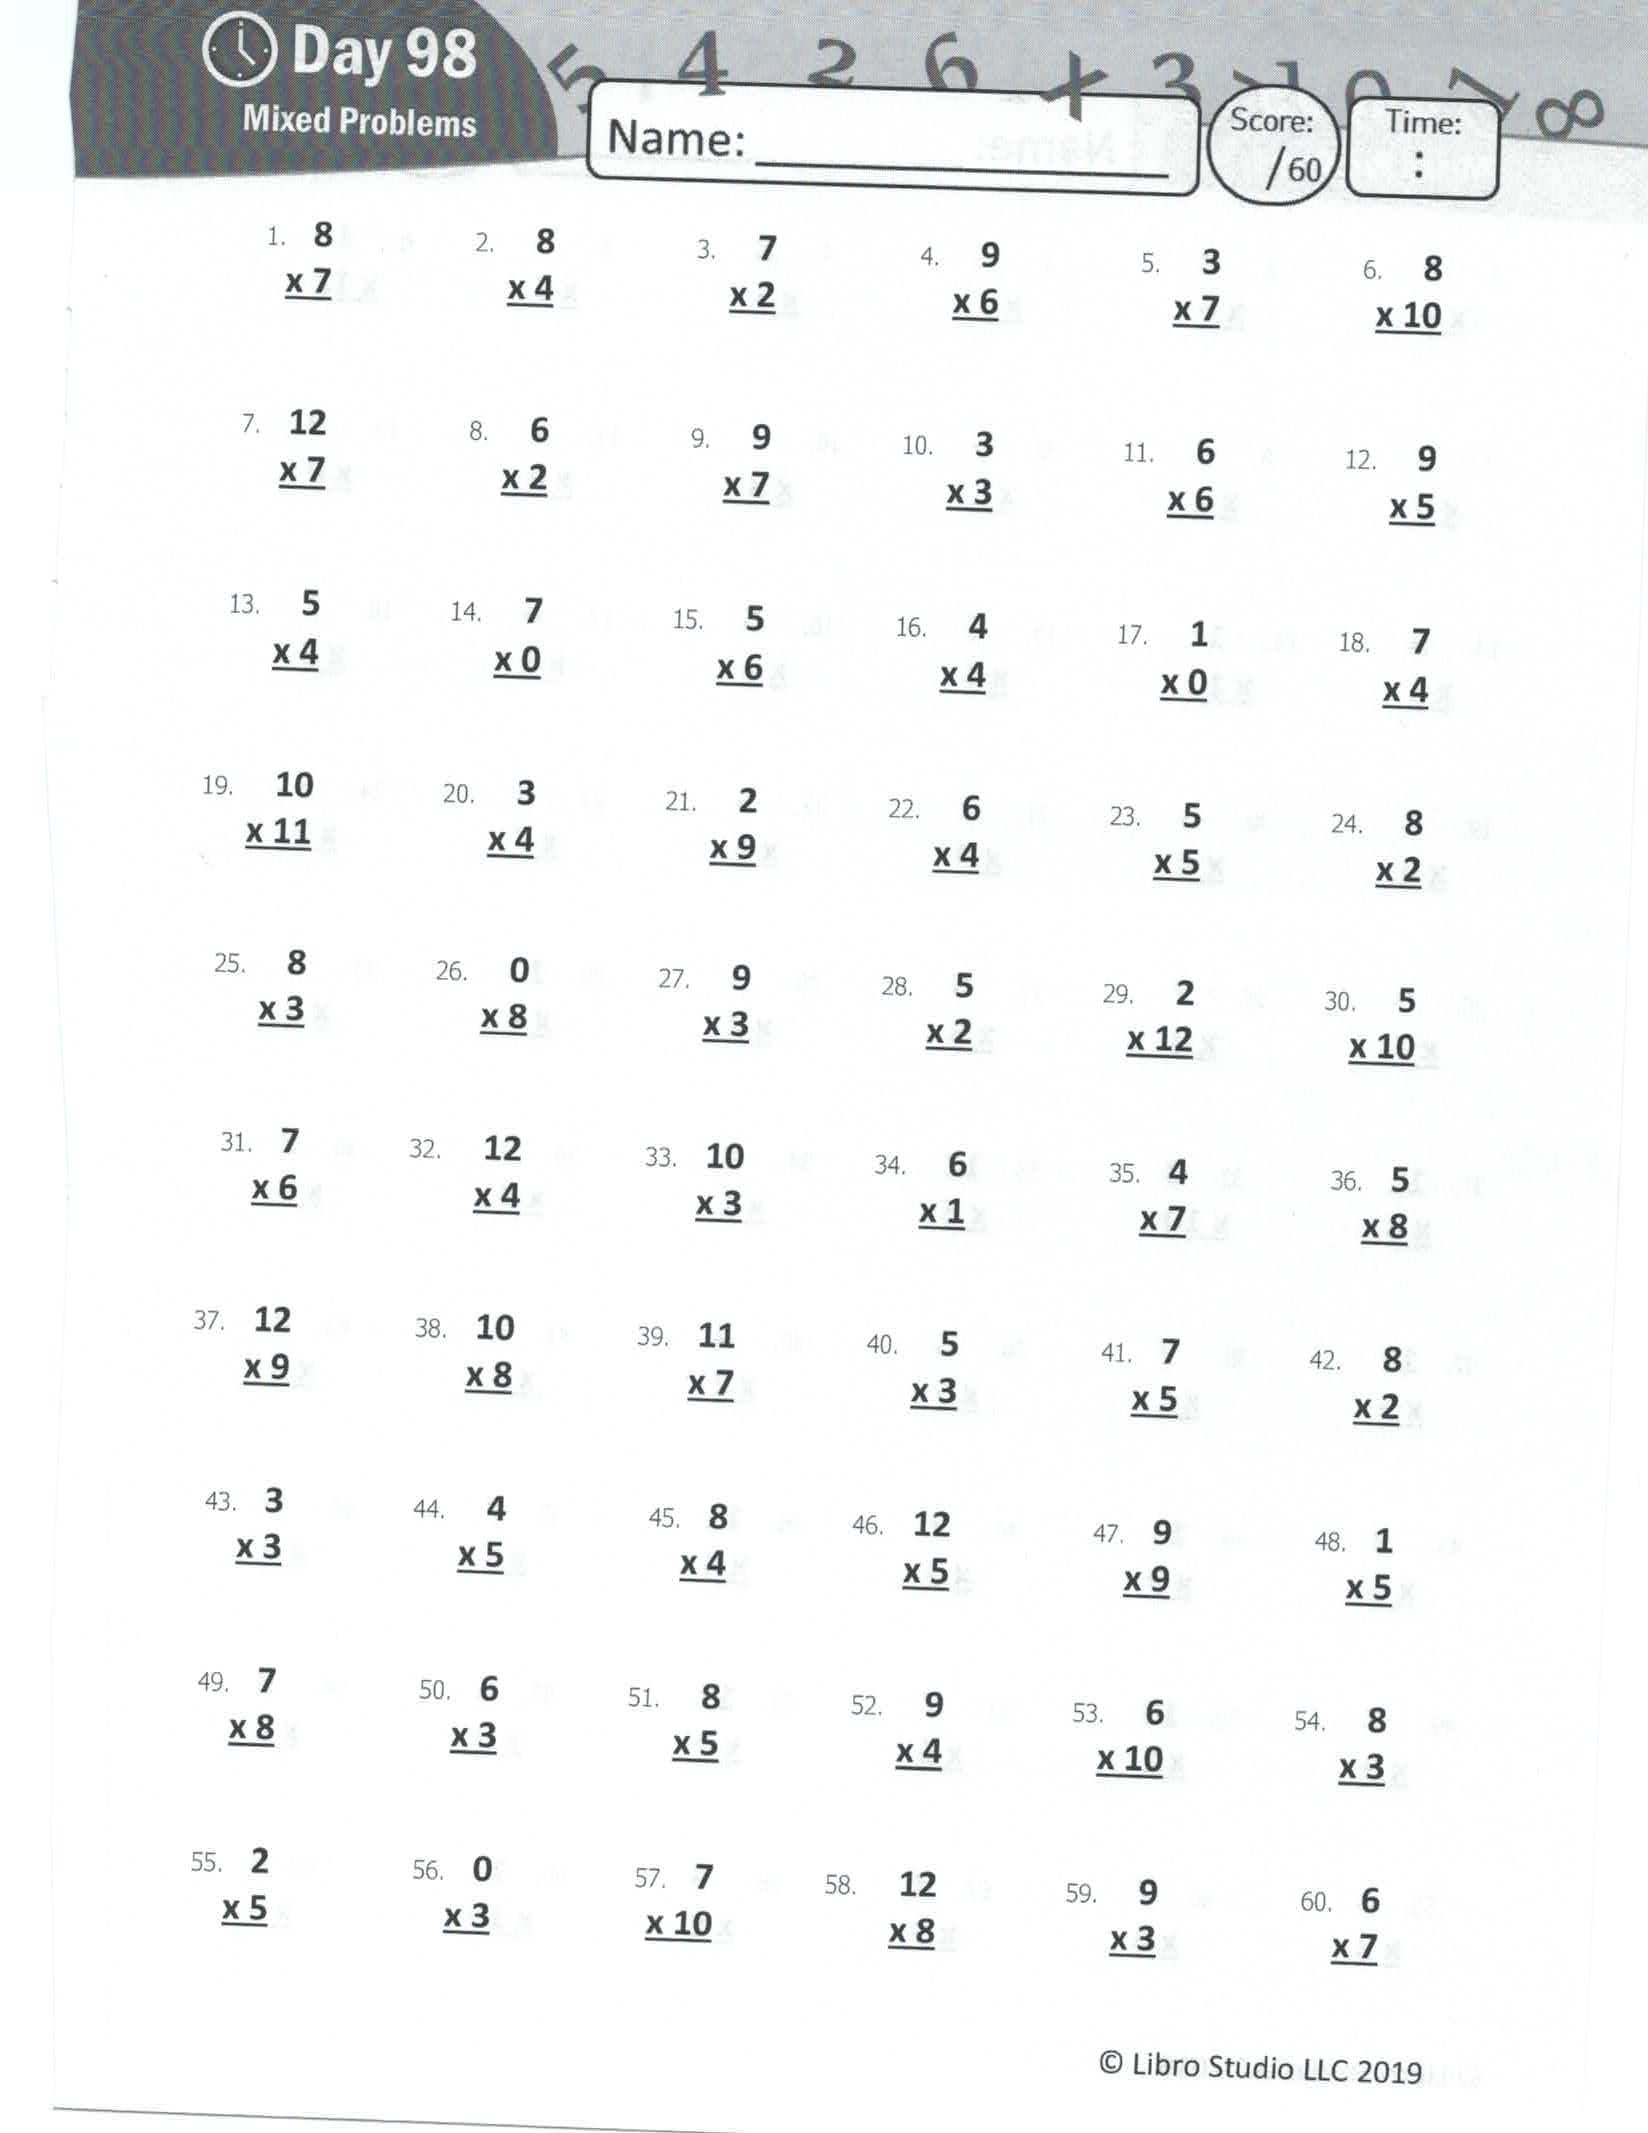 Day 98
Mixed Problems
5 4 2 6 + 3 7 0 1 8
Name:
Score:
/60
Time:
:
1. 8 2. 8 3. 7 4. 9 5. 3 6. 8
x 7 x 4 x 2 x 6 x 7 x 10
7. 12 8. 6 9. 9 10. 3 11. 6 12. 9
x 7 x 2 x 7 x 3 x 6 x 5
13. 5 14. 7 15. 5 16. 4 17. 1 18. 7
x 4 x 0 x 6 x 4 x 0 x 4
19. 10 20. 3 21. 2 22. 6 23. 5 24. 8
x 11 x 4 x 9 x 4 x 5 x 2
25. 8 26. 0 27. 9 28. 5 29. 2 30. 5
x 3 x 8 x 3 x 2 x 12 x 10
31. 7 32. 12 33. 10 34. 6 35. 4 36. 5
x 6 x 4 x 3 x 1 x 7 x 8
37. 12 38. 10 39. 11 40. 5 41. 7 42. 8
x 9 x 8 x 7 x 3 x 5 x 2
43. 3 44. 4 45. 8 46. 12 47. 9 48. 1
x 3 x 5 x 4 x 5 x 9 x 5
49. 7 50. 6 51. 8 52. 9 53. 6 54. 8
x 8 x 3 x 5 x 4 x 10 x 3
55. 2 56. 0 57. 7 58. 12 59. 9 60. 6
x 5 x 3 x 10 x 8 x 3 x 7
© Libro Studio LLC 2019